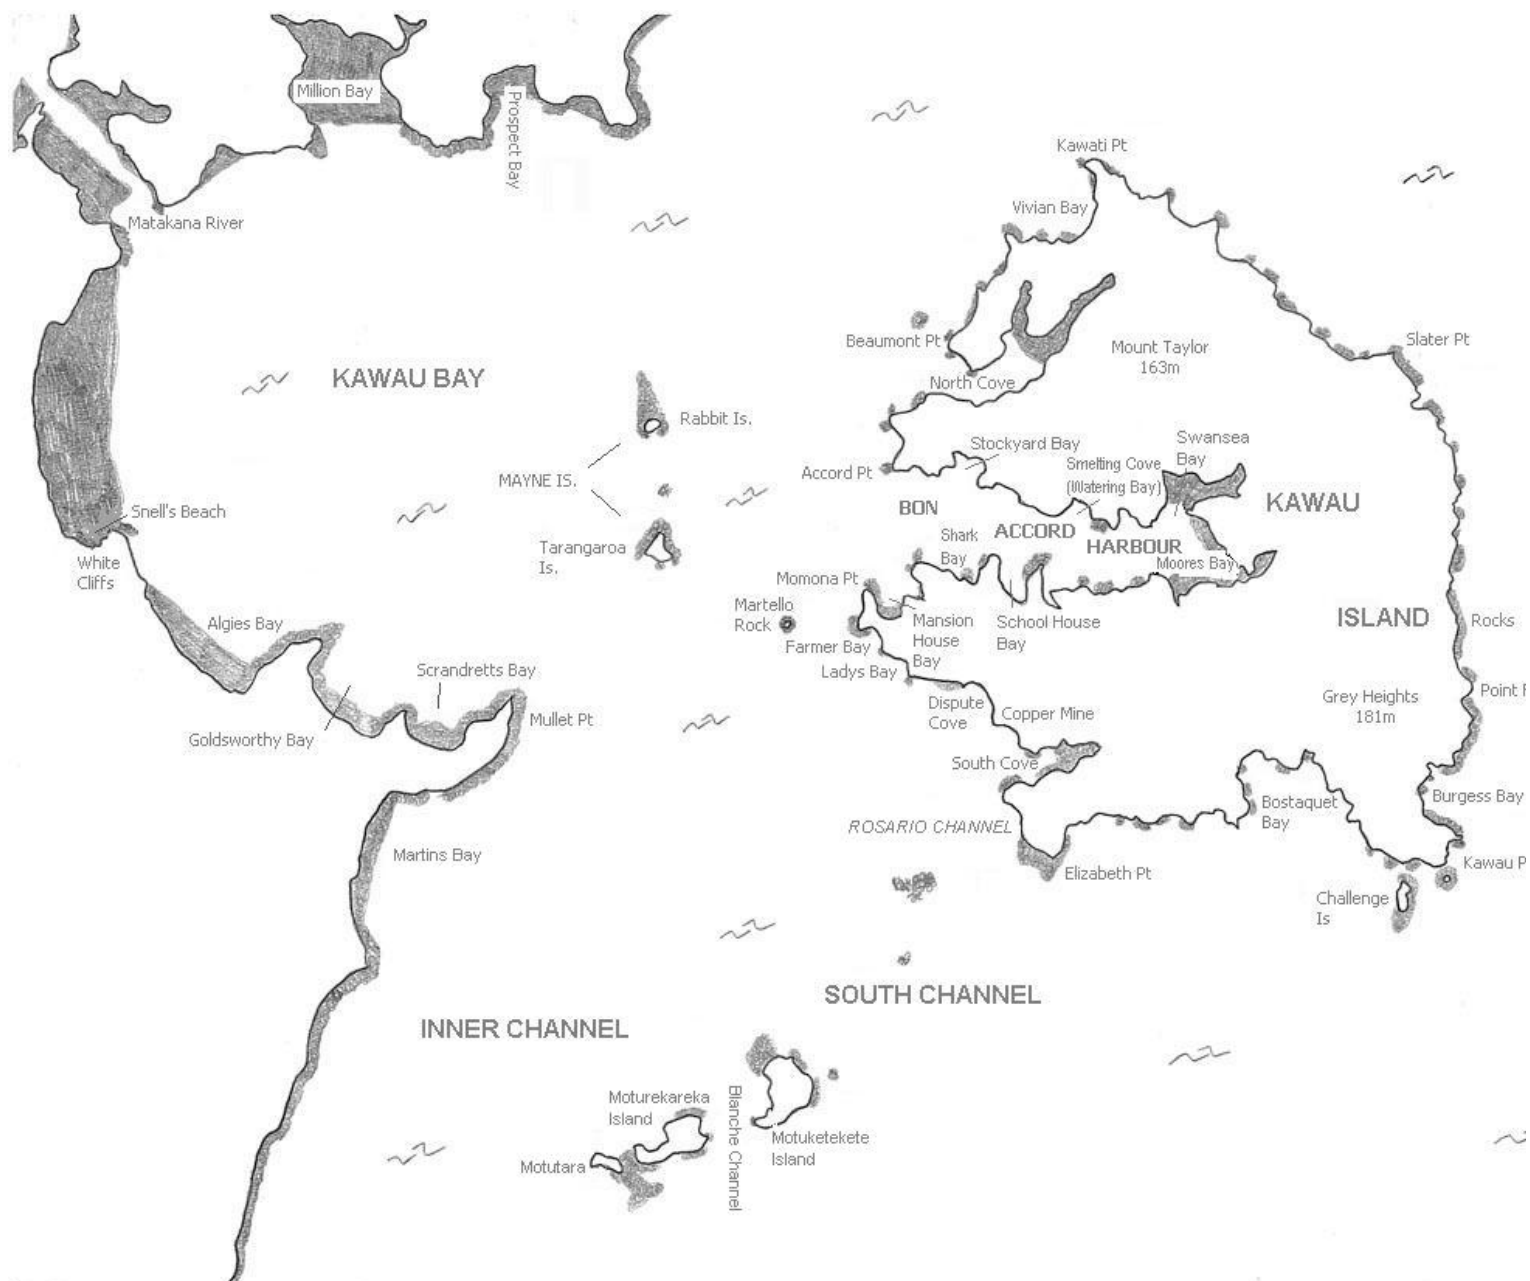 Million Bay
Prospect Bay
Kawati Pt
Vivian Bay
Matakana River
Beaumont Pt
Slater Pt
Mount Taylor
163m
KAWAU BAY
North Cove
Rabbit Is.
Stockyard Bay
Swansea
Bay
Accord Pt
Smelting Cove
(Watering Bay)
MAYNE IS.
BON
KAWAU
Snell's Beach
ACCORD
Shark
Bay
HARBOUR
Tarangaroa
Is.
White
Cliffs
Moores Bay
Momona Pt
Martello
Rock
Algies Bay
Mansion
House
Bay
School House
Bay
ISLAND
Rocks
Farmer Bay
Ladys Bay
Scrandretts Bay
Grey Heights
181m
Point
Dispute
Cove
Copper Mine
Mullet Pt
Goldsworthy Bay
South Cove
Burgess Bay
Bostaquet
Bay
ROSARIO CHANNEL
Martins Bay
Elizabeth Pt
Kawau P
Challenge
Is
SOUTH CHANNEL
INNER CHANNEL
Moturekareka
Island
Blanche Channel
Motuketekete
Island
Motutara